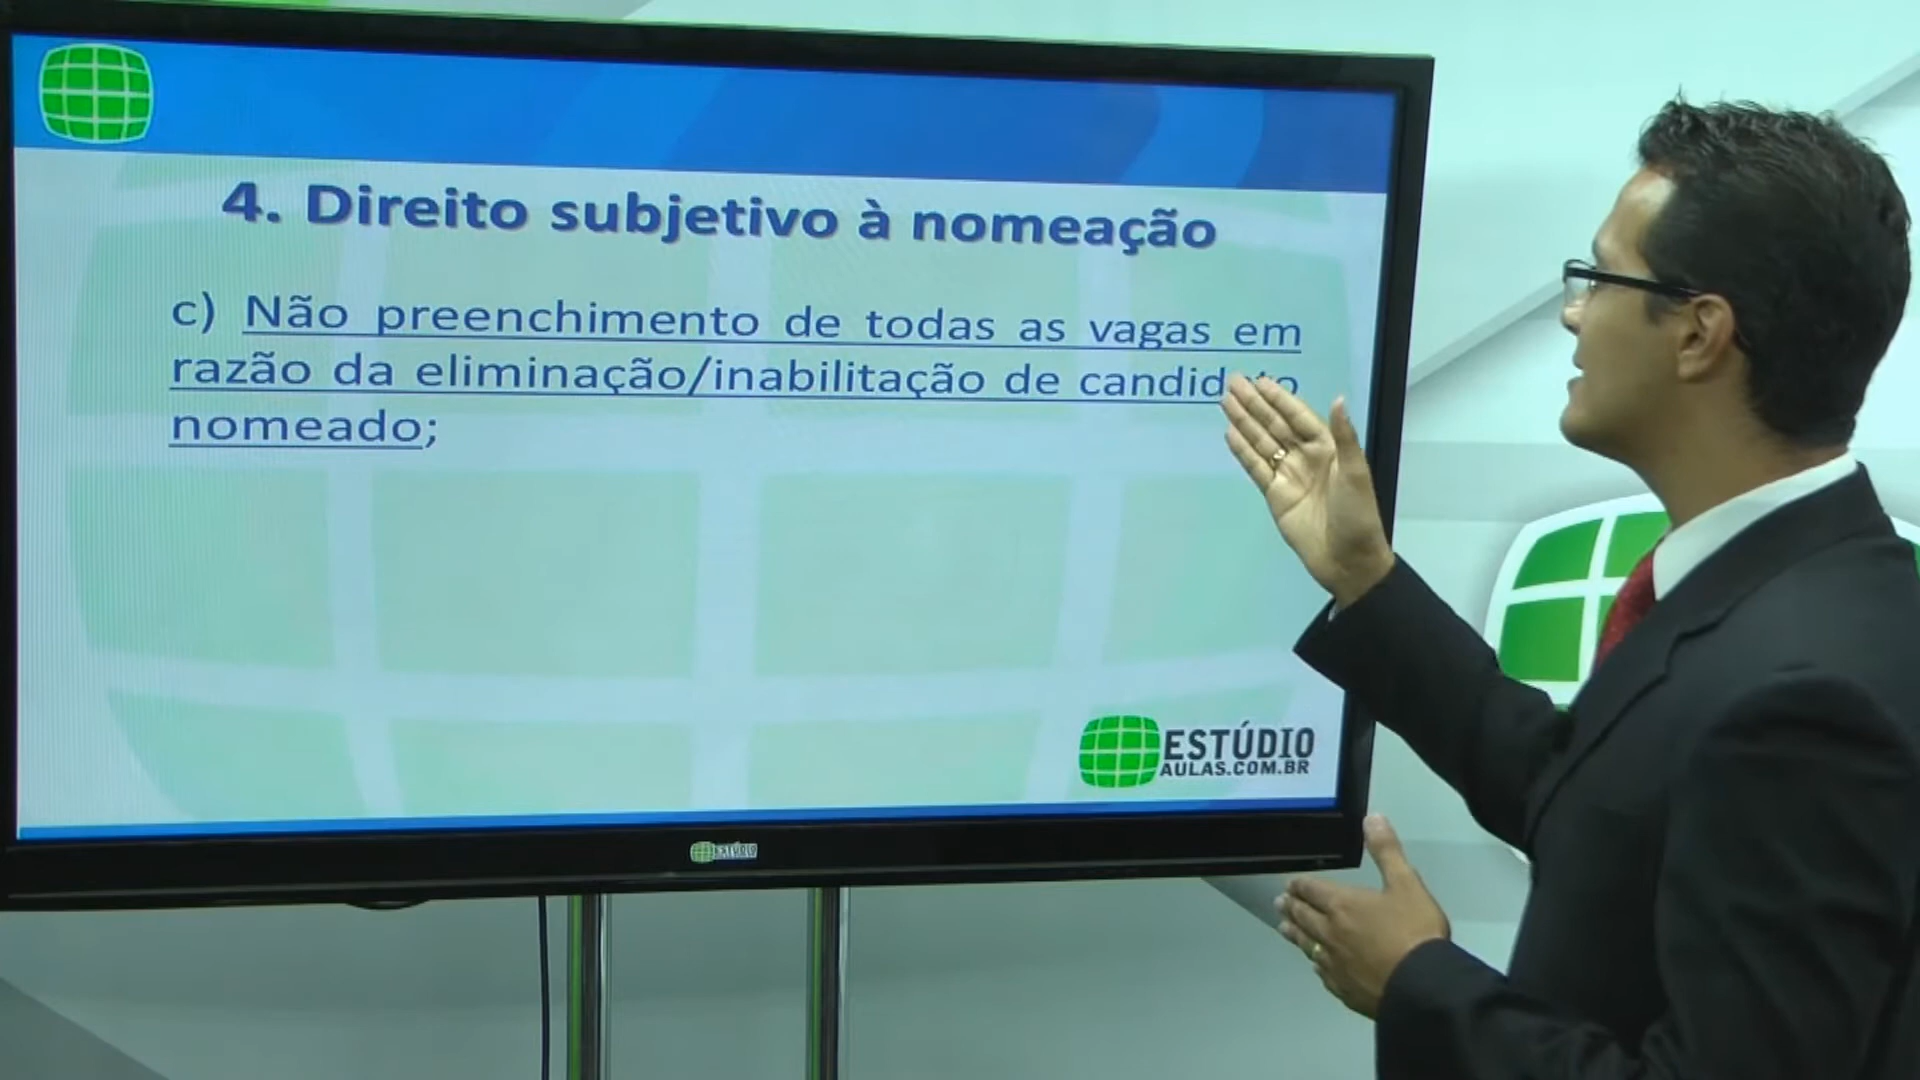 4. Direito subjetivo à nomeação
c) Não preenchimento de todas as vagas em
razão da eliminação/inabilitação de candidato
nomeado;
ESTÚDIO
AULAS.COM.BR
ESTÚDIO